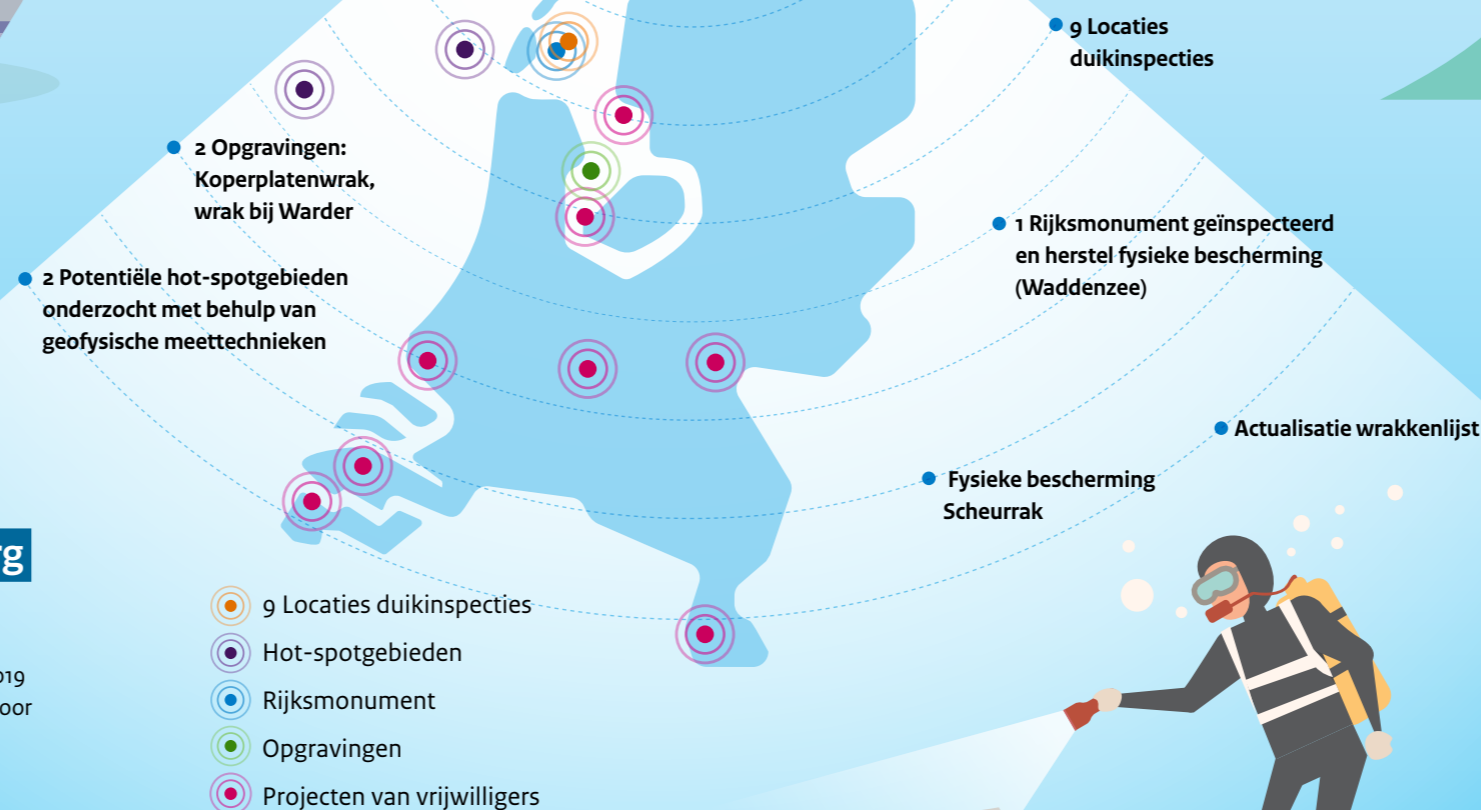 9 Locaties
duikinspecties
2 Opgravingen:
Koperplatenwrak,
wrak bij Warder
1 Rijksmonument geïnspecteerd
en herstel fysieke bescherming
(Waddenzee)
2 Potentiële hot-spotgebieden
onderzocht met behulp van
geofysische meettechnieken
Actualisatie wrakkenlijst
Fysieke bescherming
Scheurrak
9 Locaties duikinspecties
Hot-spotgebieden
Rijksmonument
Opgravingen
Projecten van vrijwilligers